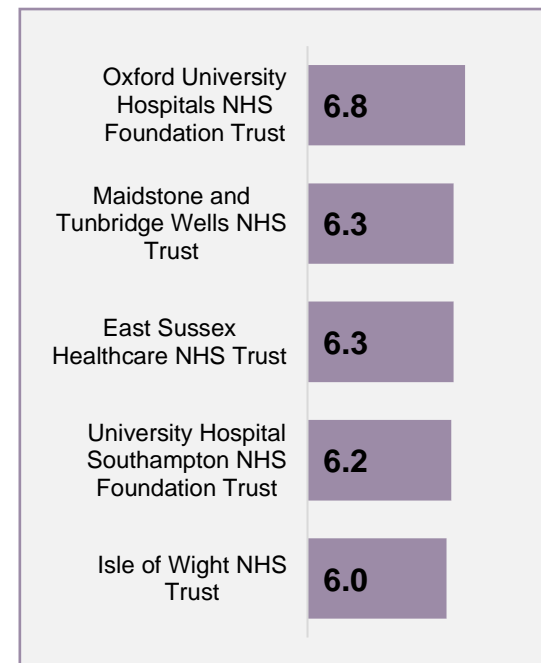 Oxford University
Hospitals NHS
Foundation Trust
6.8
Maidstone and
Tunbridge Wells NHS
Trust
6.3
East Sussex
Healthcare NHS Trust
6.3
University Hospital
Southampton NHS
Foundation Trust
6.2
Isle of Wight NHS
Trust
6.0